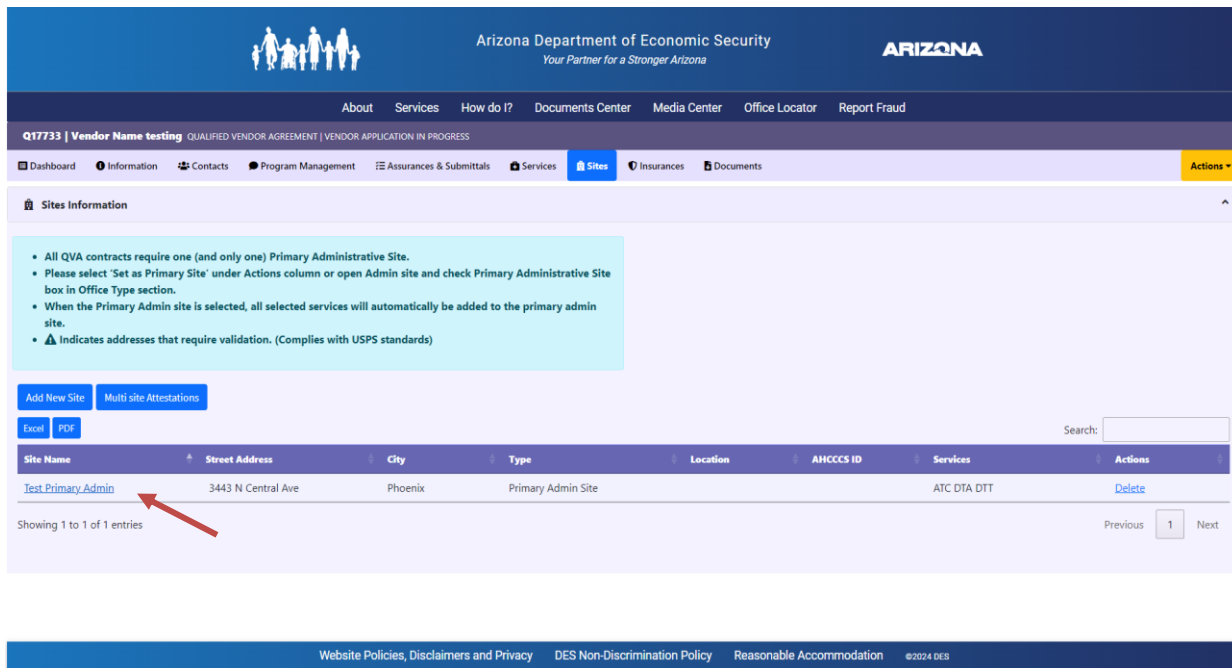 Arizona Department of Economic Security
Your Partner for a Stronger Arizona
ARIZONA
About Services How do I? Documents Center Media Center Office Locator Report Fraud
Q17733 | Vendor Name testing QUALIFIED VENDOR AGREEMENT | VENDOR APPLICATION IN PROGRESS
Dashboard Information Contacts Program Management Assurances & Submittals Services Sites Insurances Documents Actions
Sites Information
• All QVA contracts require one (and only one) Primary Administrative Site.
• Please select 'Set as Primary Site' under Actions column or open Admin site and check Primary Administrative Site
box in Office Type section.
• When the Primary Admin site is selected, all selected services will automatically be added to the primary admin
site.
• ⚠ Indicates addresses that require validation. (Complies with USPS standards)
Add New Site Multi site Attestations
Excel PDF Search:
Site Name Street Address City Type Location AHCCCS ID Services Actions
Test Primary Admin 3443 N Central Ave Phoenix Primary Admin Site ATC DTA DTT Delete
Showing 1 to 1 of 1 entries Previous 1 Next
Website Policies, Disclaimers and Privacy DES Non-Discrimination Policy Reasonable Accommodation ©2024 DES